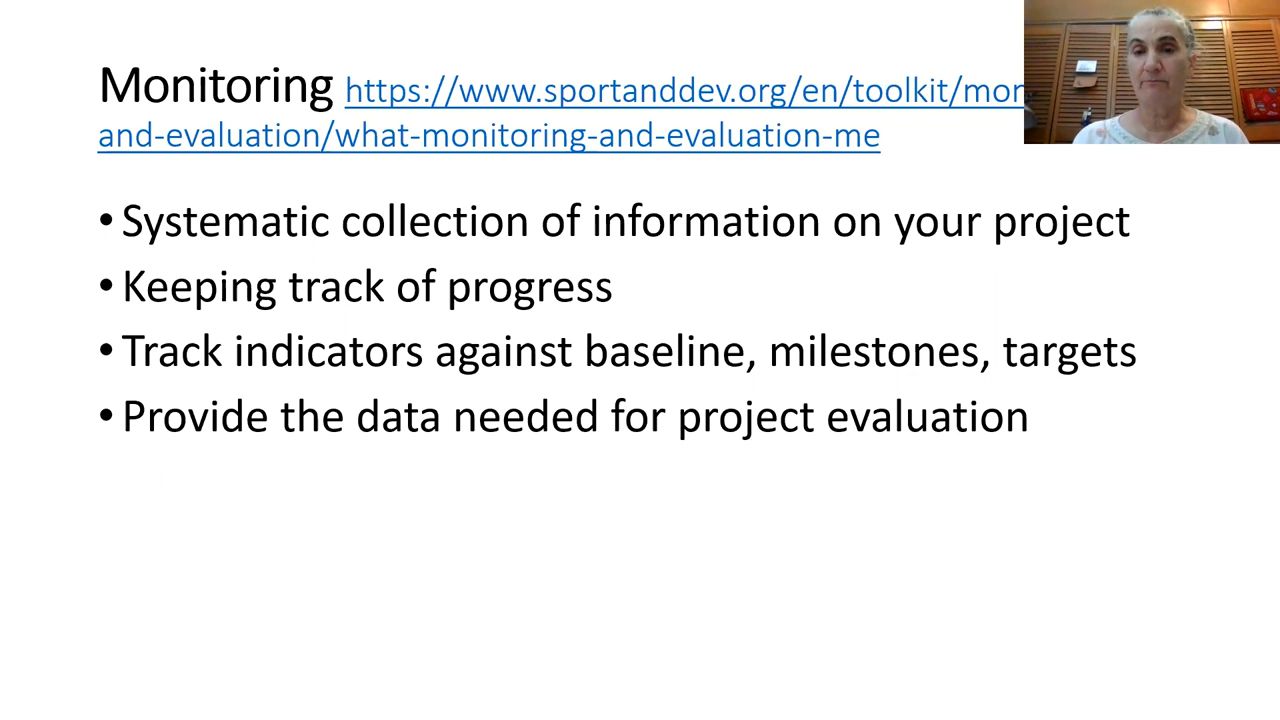 Monitoring https://www.sportanddev.org/en/toolkit/mon
and-evaluation/what-monitoring-and-evaluation-me
• Systematic collection of information on your project
• Keeping track of progress
• Track indicators against baseline, milestones, targets
• Provide the data needed for project evaluation